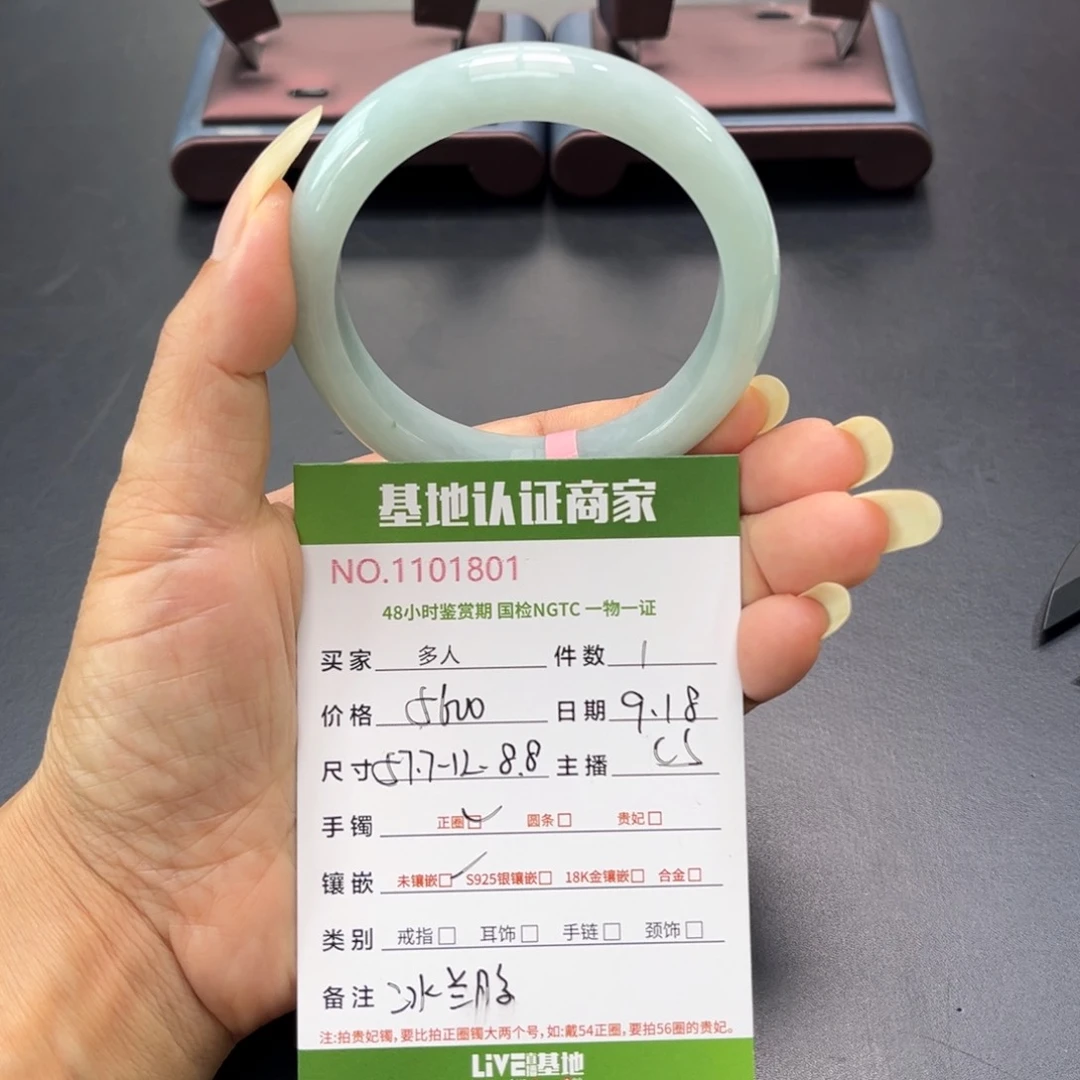 基地认证商家
NO.1101801
48小时鉴赏期 国检NGTC 一物一证
买家 多人 件数 1
价格 5600 日期 9.18
尺寸 57.7-12-8.8 主播 CS
手镯 正圈☑ 圆条□ 贵妃□
镶嵌 未镶嵌☑ S925银镶嵌□ 18K金镶嵌□ 合金□
类别 戒指□ 耳饰□ 手链□ 颈饰□
备注 冰兰
注:拍贵妃镯,要比拍正圈镯大两个号,如:戴54正圈,要拍56圈的贵妃。
LiVE直播基地